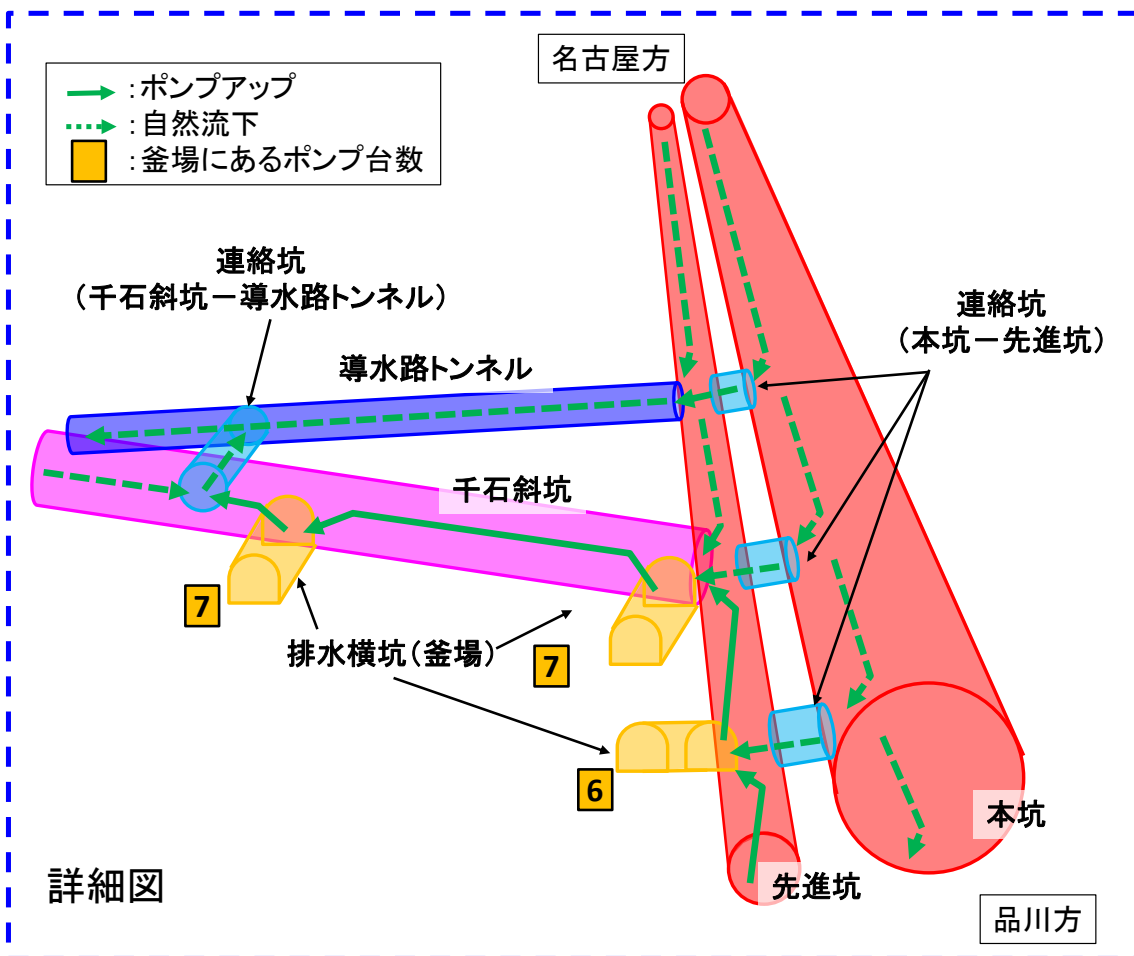 名古屋方
：ポンプアップ
：自然流下
：釜場にあるポンプ台数
連絡坑
（千石斜坑－導水路トンネル）
連絡坑
（本坑－先進坑）
導水路トンネル
千石斜坑
7
排水横坑（釜場）
7
6
本坑
先進坑
詳細図
品川方